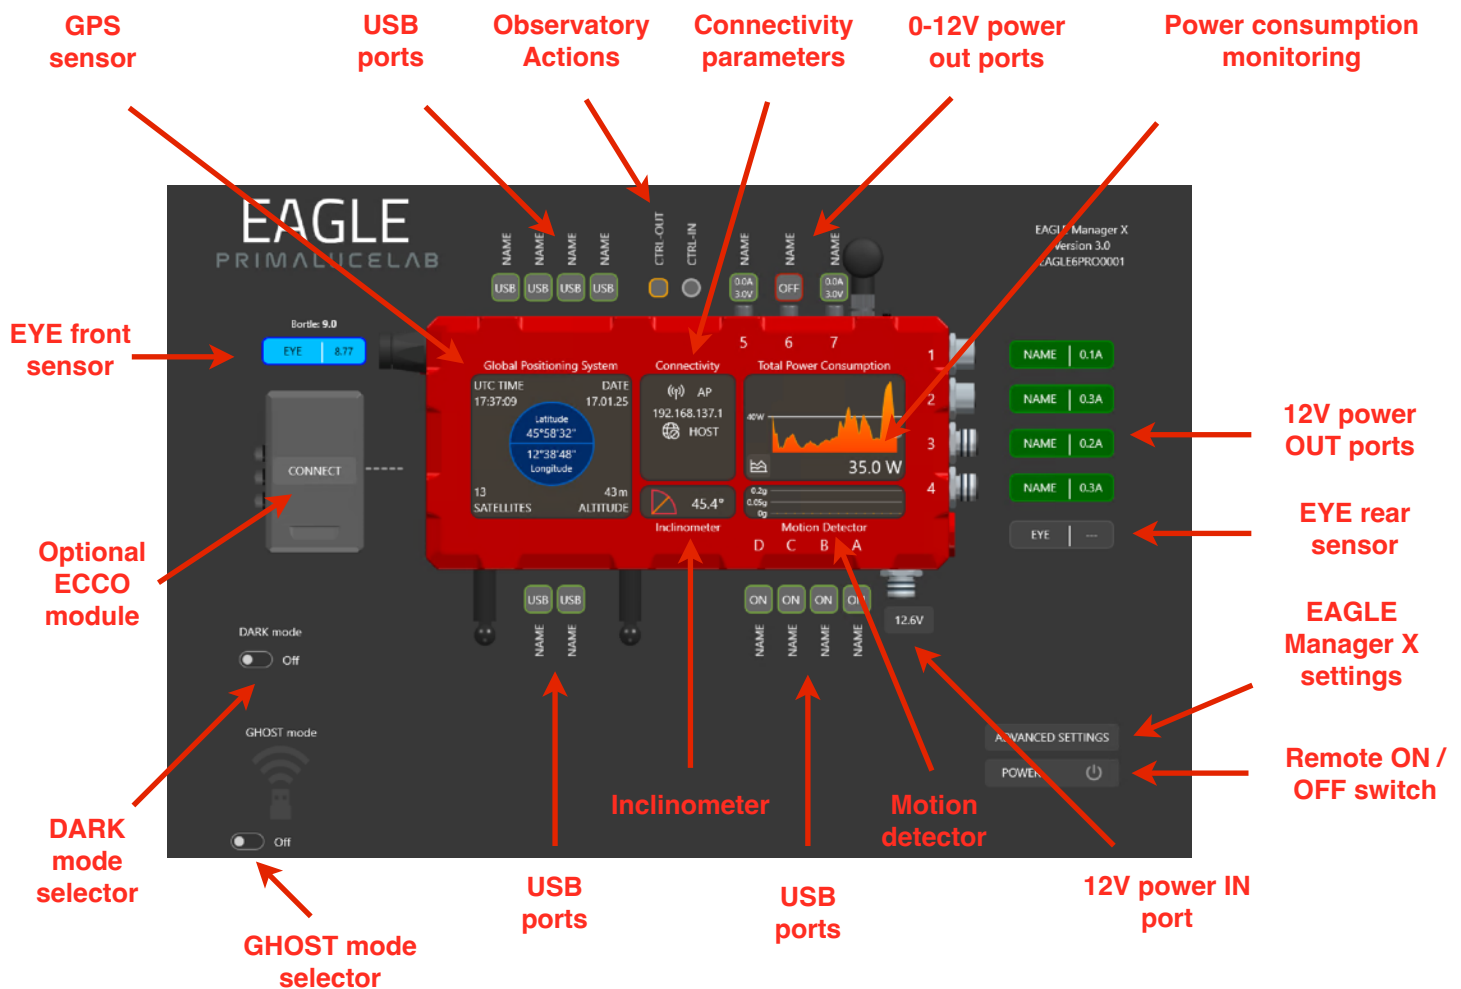 GPS
sensor
USB
ports
Observatory
Actions
Connectivity
parameters
0-12V power
out ports
Power consumption
monitoring
EAGLE
PRIMALUCELAB
NAME
NAME
NAME
NAME
CTRL-OUT
CTRL-IN
NAME
NAME
NAME
EAGLE Manager X
Version 3.0
EAGLE6PRO0001
USB
USB
USB
USB
0.0A
3.0V
OFF
0.0A
3.0V
EYE front
sensor
Bortle: 9.0
EYE 8.77
5 6 7
Global Positioning System
Connectivity
Total Power Consumption
UTC TIME
17:37:09
DATE
17.01.25
Latitude
45°58'32"
12°38'48"
Longitude
13
SATELLITES
43 m
ALTITUDE
AP
192.168.137.1
HOST
40W
35.0 W
45.4°
Inclinometer
0.2g
0.05g
0g
Motion Detector
D C B A
1
2
3
4
NAME 0.1A
NAME 0.3A
NAME 0.2A
NAME 0.3A
EYE ---
12V power
OUT ports
EYE rear
sensor
CONNECT
Optional
ECCO
module
USB
USB
NAME
NAME
ON
ON
ON
ON
NAME
NAME
NAME
NAME
12.6V
EAGLE
Manager X
settings
DARK mode
Off
GHOST mode
Off
ADVANCED SETTINGS
POWER
Remote ON /
OFF switch
Inclinometer
Motion
detector
DARK
mode
selector
USB
ports
USB
ports
12V power IN
port
GHOST mode
selector